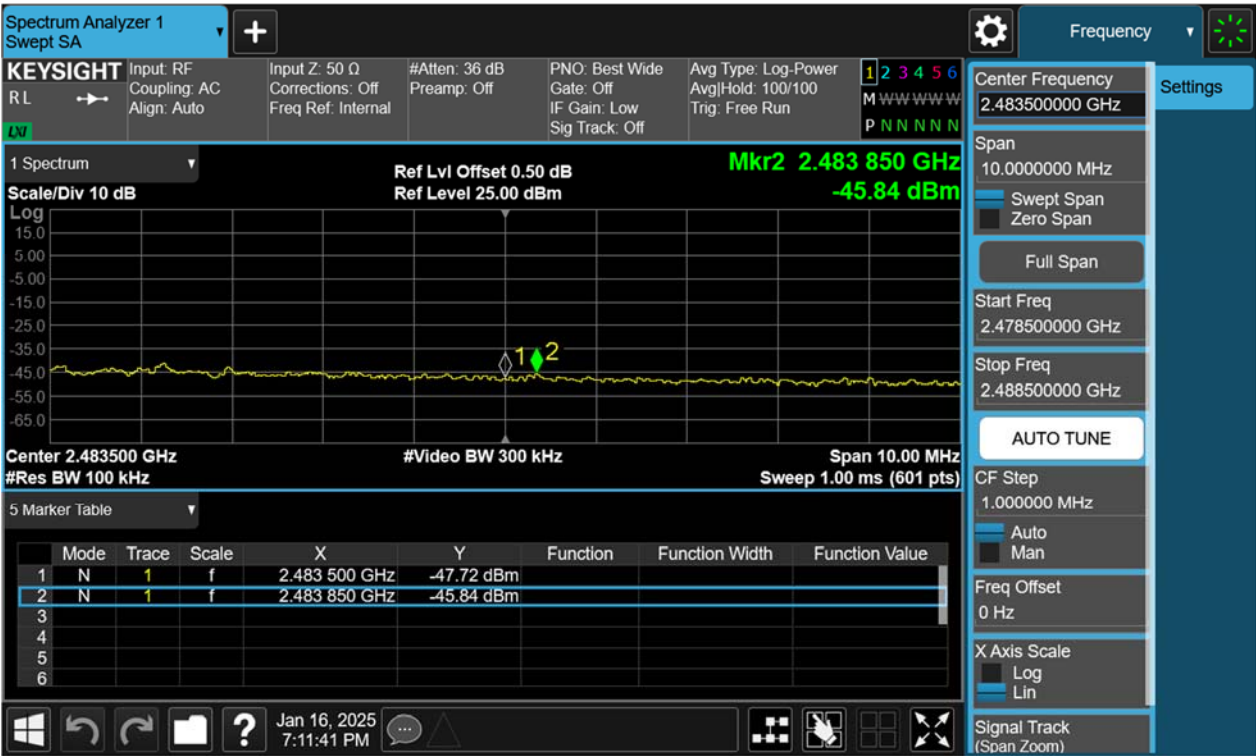 Spectrum Analyzer 1
Swept SA
Frequency
KEYSIGHT
R L
LXI
Input: RF
Coupling: AC
Align: Auto
Input Z: 50 Ω
Corrections: Off
Freq Ref: Internal
#Atten: 36 dB
Preamp: Off
PNO: Best Wide
Gate: Off
IF Gain: Low
Sig Track: Off
Avg Type: Log-Power
Avg|Hold: 100/100
Trig: Free Run
1 2 3 4 5 6
M W W W W W
P N N N N N
1 Spectrum
Scale/Div 10 dB
Ref Lvl Offset 0.50 dB
Ref Level 25.00 dBm
Mkr2 2.483 850 GHz
-45.84 dBm
Log
15.0
5.00
-5.00
-15.0
-25.0
-35.0
-45.0
-55.0
-65.0
1
2
Center 2.483500 GHz
#Res BW 100 kHz
#Video BW 300 kHz
Span 10.00 MHz
Sweep 1.00 ms (601 pts)
5 Marker Table
Mode Trace Scale X Y Function Function Width Function Value
1 N 1 f 2.483 500 GHz -47.72 dBm
2 N 1 f 2.483 850 GHz -45.84 dBm
3
4
5
6
?
Jan 16, 2025
7:11:41 PM
Center Frequency
2.483500000 GHz
Span
10.0000000 MHz
Swept Span
Zero Span
Full Span
Start Freq
2.478500000 GHz
Stop Freq
2.488500000 GHz
AUTO TUNE
CF Step
1.000000 MHz
Auto
Man
Freq Offset
0 Hz
X Axis Scale
Log
Lin
Signal Track
(Span Zoom)
Settings